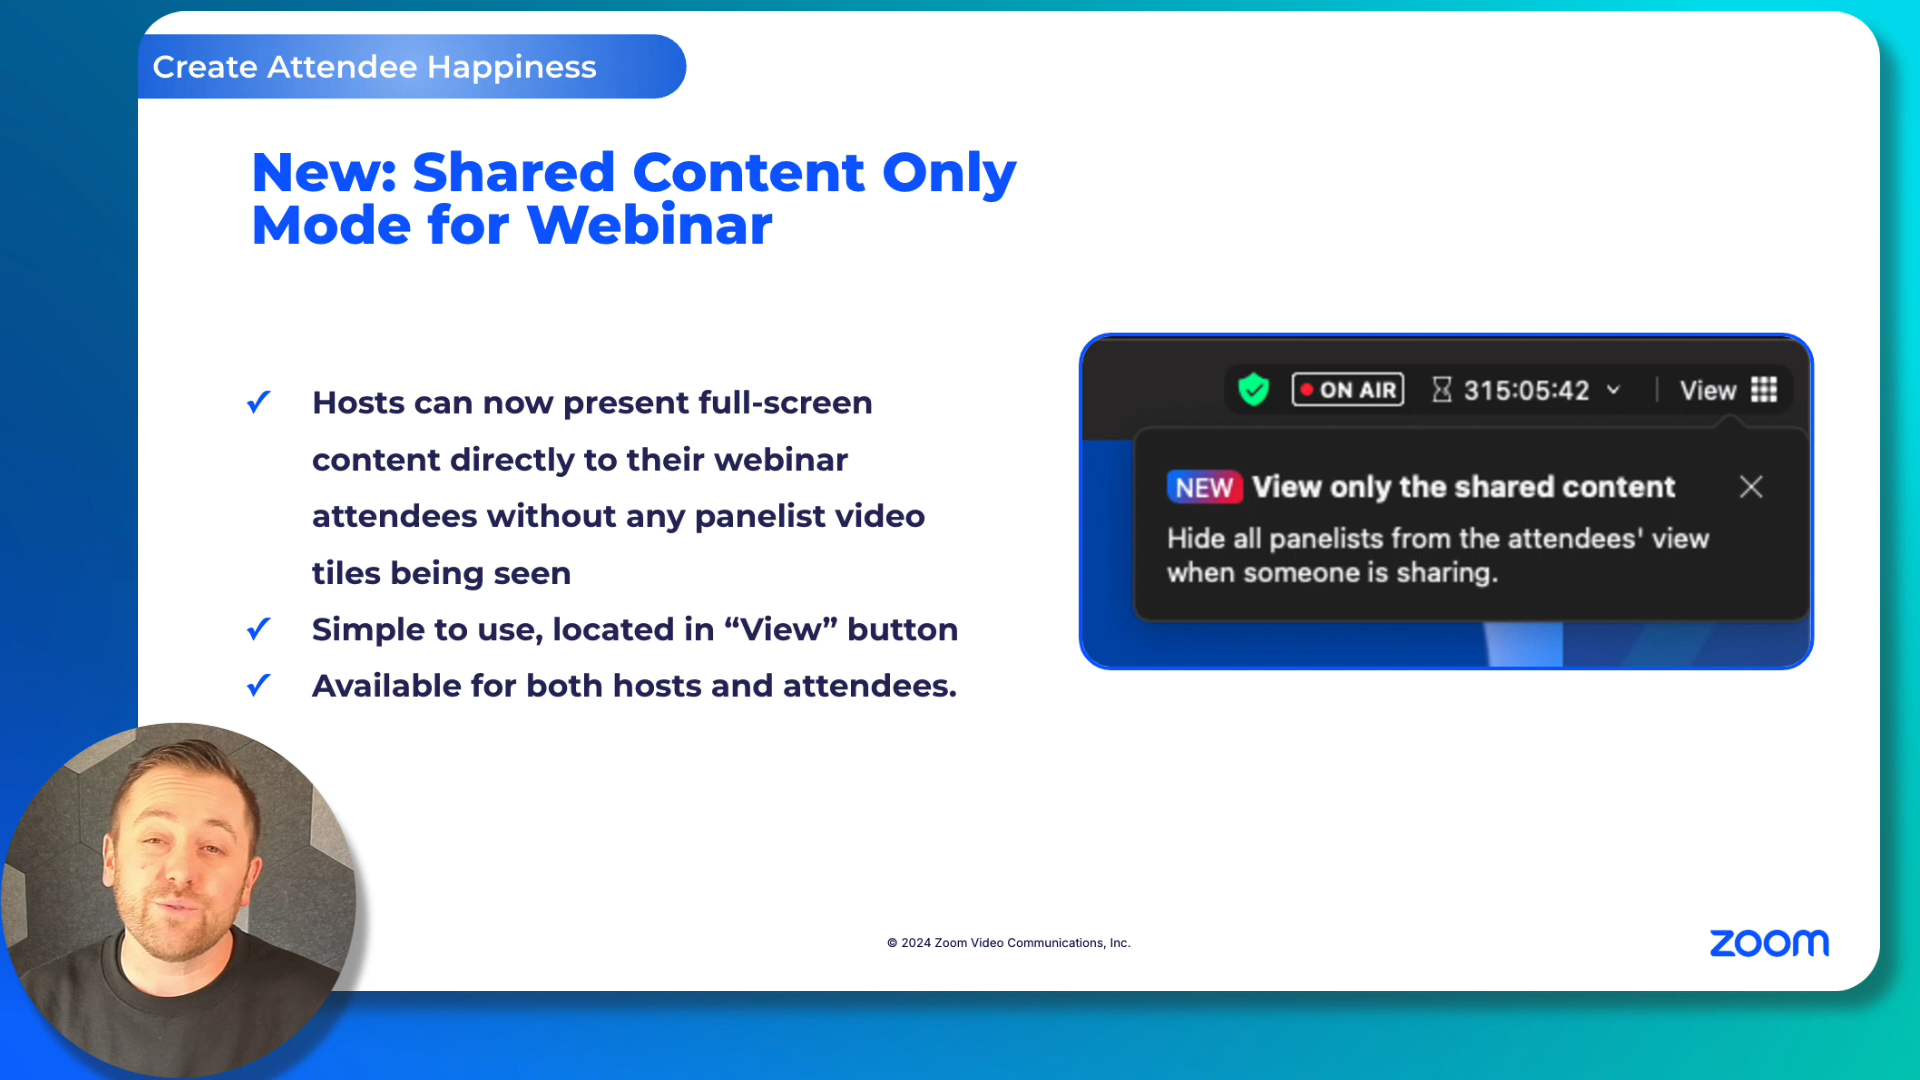 Create Attendee Happiness
New: Shared Content Only
Mode for Webinar
✓ Hosts can now present full-screen
content directly to their webinar
attendees without any panelist video
tiles being seen
✓ Simple to use, located in “View” button
✓ Available for both hosts and attendees.
ON AIR 315:05:42 View
NEW View only the shared content
Hide all panelists from the attendees' view
when someone is sharing.
© 2024 Zoom Video Communications, Inc.
zoom